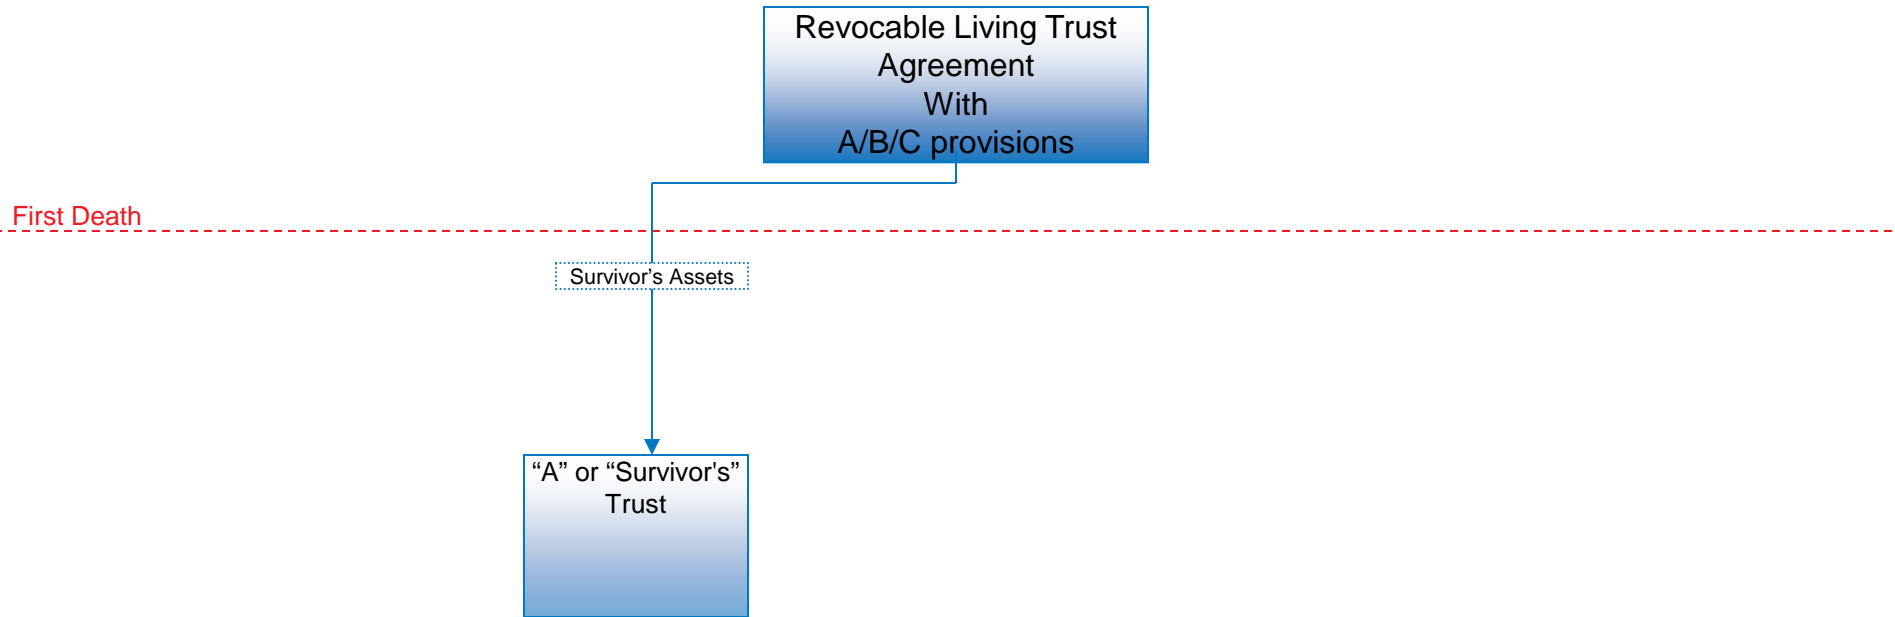 Revocable Living Trust
Agreement
With
A/B/C provisions
First Death
Survivor’s Assets
“A” or “Survivor's”
Trust